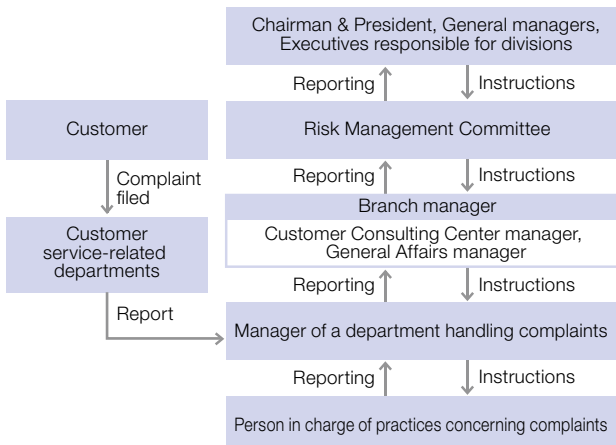 Chairman & President, General managers,
Executives responsible for divisions
Reporting
Instructions
Customer
Risk Management Committee
Complaint
filed
Reporting
Instructions
Branch manager
Customer
service-related
departments
Customer Consulting Center manager,
General Affairs manager
Reporting
Instructions
Report
Manager of a department handling complaints
Reporting
Instructions
Person in charge of practices concerning complaints